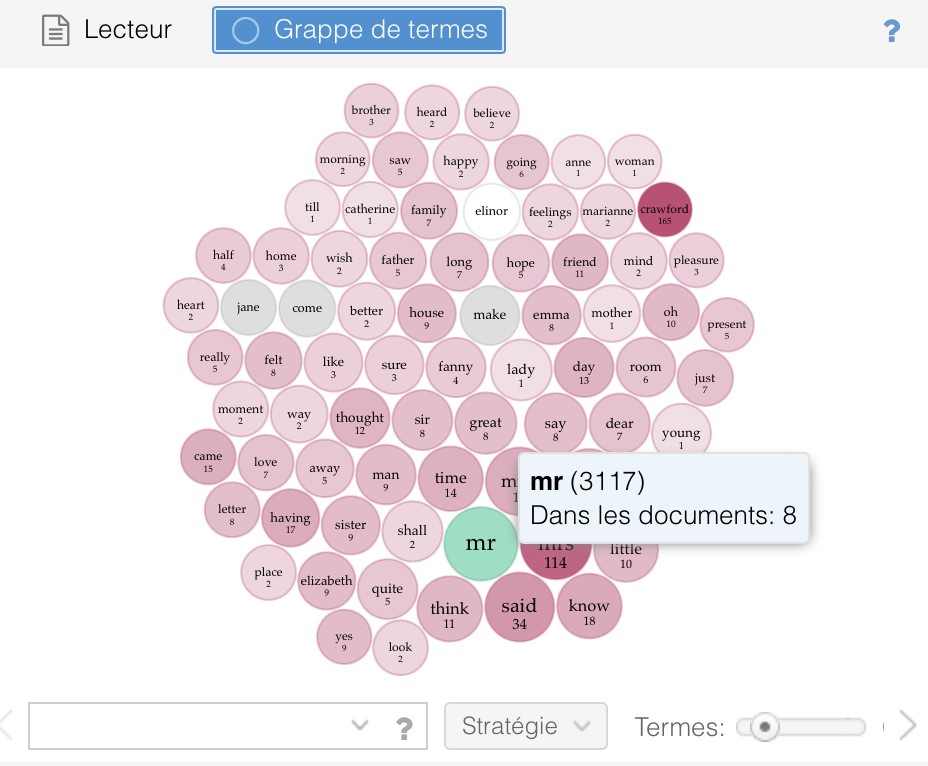 Lecteur
Grappe de termes
?
brother
3
heard
2
believe
2
morning
2
saw
5
happy
2
going
6
anne
1
woman
1
till
1
catherine
1
family
7
elinor
feelings
2
marianne
2
crawford
165
half
4
home
3
wish
2
father
5
long
7
hope
5
friend
11
mind
2
pleasure
3
heart
2
jane
come
better
2
house
9
make
emma
8
mother
1
oh
10
present
5
really
5
felt
8
like
3
sure
3
fanny
4
lady
1
day
13
room
6
just
7
moment
2
way
2
thought
12
sir
8
great
8
say
8
dear
7
young
1
came
15
love
7
away
5
man
9
time
14
mr (3117)
Dans les documents: 8
letter
8
having
17
sister
9
shall
2
mr
mrs
114
little
10
place
2
elizabeth
9
quite
5
think
11
said
34
know
18
yes
9
look
2
?
Stratégie
Termes: